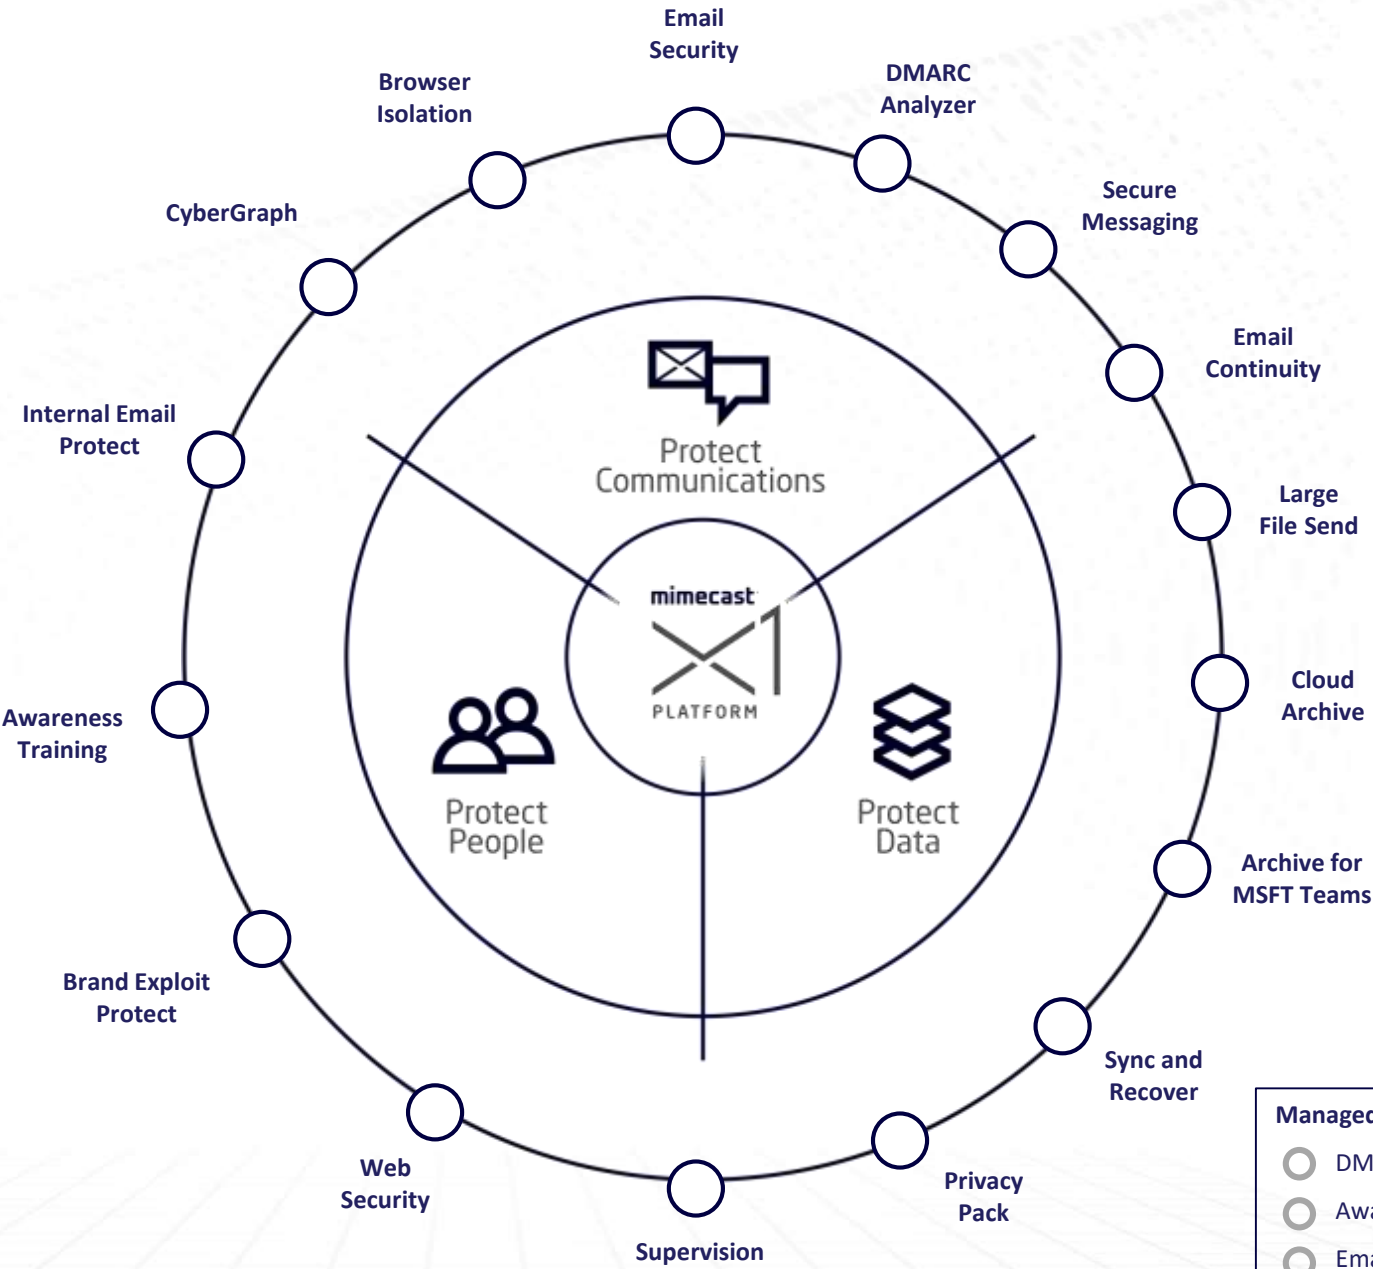 Email
Security
DMARC
Analyzer
Browser
Isolation
Secure
Messaging
CyberGraph
Email
Continuity
Internal Email
Protect
Large
File Send
Protect
Communications
mimecast
X1
PLATFORM
Cloud
Archive
Awareness
Training
Protect
People
Protect
Data
Archive for
MSFT Teams
Brand Exploit
Protect
Sync and
Recover
Web
Security
Privacy
Pack
Supervision
Managed